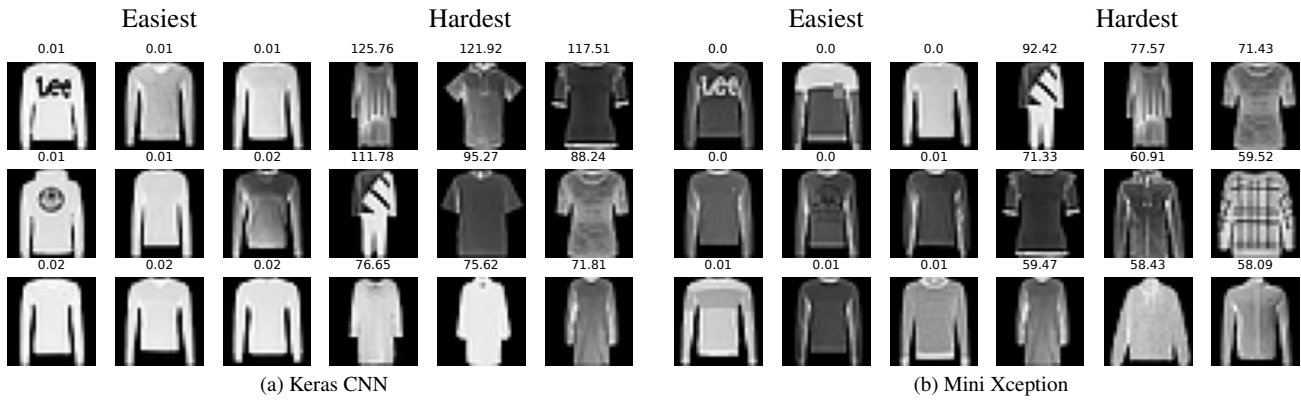 Easiest Hardest Easiest Hardest
0.01 0.01 0.01 125.76 121.92 117.51 0.0 0.0 0.0 92.42 77.57 71.43
Lee Lee
0.01 0.01 0.02 111.78 95.27 88.24 0.0 0.0 0.01 71.33 60.91 59.52
0.02 0.02 0.02 76.65 75.62 71.81 0.01 0.01 0.01 59.47 58.43 58.09
(a) Keras CNN (b) Mini Xception